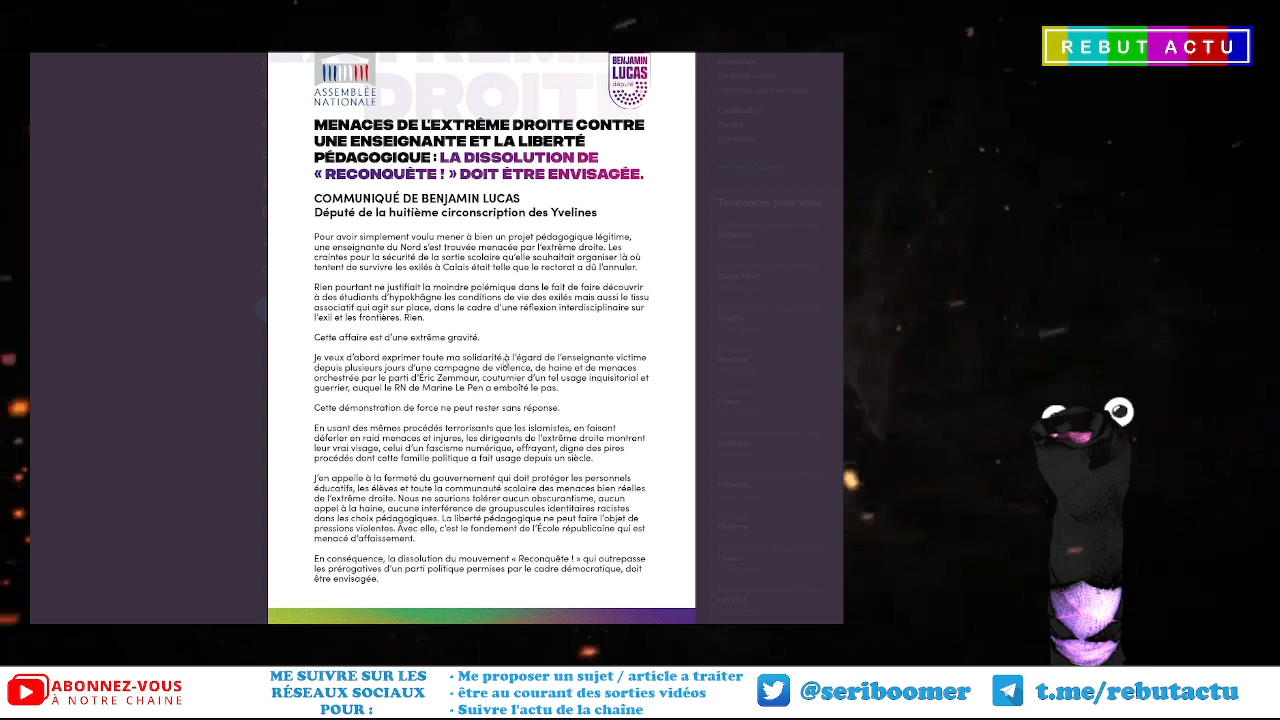 REBUT ACTU
ASSEMBLÉE
NATIONALE
DROITE
BENJAMIN
LUCAS
député
MENACES DE L'EXTRÊME DROITE CONTRE
UNE ENSEIGNANTE ET LA LIBERTÉ
PÉDAGOGIQUE : LA DISSOLUTION DE
« RECONQUÊTE ! » DOIT ÊTRE ENVISAGÉE.
COMMUNIQUÉ DE BENJAMIN LUCAS
Député de la huitième circonscription des Yvelines
Pour avoir simplement voulu mener à bien un projet pédagogique légitime,
une enseignante du Nord s'est trouvée menacée par l'extrême droite. Les
craintes pour la sécurité de la sortie scolaire qu'elle souhaitait organiser là où
tentent de survivre les exilés à Calais était telle que le rectorat a dû l'annuler.
Rien pourtant ne justifiait la moindre polémique dans le fait de faire découvrir
à des étudiants d'hypokhâgne les conditions de vie des exilés mais aussi le tissu
associatif qui agit sur place, dans le cadre d'une réflexion interdisciplinaire sur
l'exil et les frontières. Rien.
Cette affaire est d'une extrême gravité.
Je veux d'abord exprimer toute ma solidarité à l'égard de l'enseignante victime
depuis plusieurs jours d'une campagne de violence, de haine et de menaces
orchestrée par le parti d'Éric Zemmour, coutumier d'un tel usage inquisitorial et
guerrier, auquel le RN de Marine Le Pen a emboîté le pas.
Cette démonstration de force ne peut rester sans réponse.
En usant des mêmes procédés terrorisants que les islamistes, en faisant
déferler en raid menaces et injures, les dirigeants de l'extrême droite montrent
leur vrai visage, celui d'un fascisme numérique, effrayant, digne des pires
procédés dont cette famille politique a fait usage depuis un siècle.
J'en appelle à la fermeté du gouvernement qui doit protéger les personnels
éducatifs, les élèves et toute la communauté scolaire des menaces bien réelles
de l'extrême droite. Nous ne saurions tolérer aucun obscurantisme, aucun
appel à la haine, aucune interférence de groupuscules identitaires racistes
dans les choix pédagogiques. La liberté pédagogique ne peut faire l'objet de
pressions violentes. Avec elle, c'est le fondement de l'École républicaine qui est
menacé d'affaissement.
En conséquence, la dissolution du mouvement « Reconquête ! » qui outrepasse
les prérogatives d'un parti politique permises par le cadre démocratique, doit
être envisagée.
Localisation
Partout
À proximité
Tendances pour vous
ABONNEZ-VOUS
À NOTRE CHAINE
ME SUIVRE SUR LES
RÉSEAUX SOCIAUX
POUR :
- Me proposer un sujet / article a traiter
- être au courant des sorties vidéos
- Suivre l'actu de la chaîne
@seriboomer
t.me/rebutactu